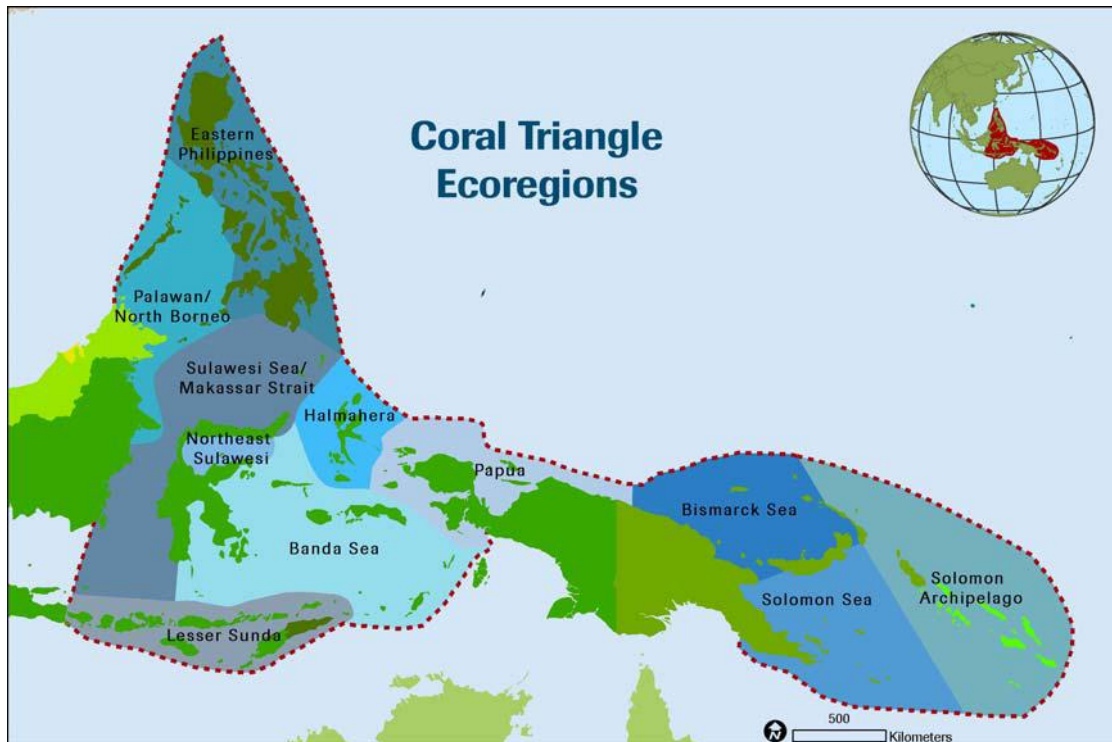 Coral Triangle
Ecoregions
Eastern
Philippines
Palawan/
North Borneo
Sulawesi Sea/
Makassar Strait
Halmahera
Northeast
Sulawesi
Papua
Banda Sea
Lesser Sunda
Bismarck Sea
Solomon Sea
Solomon
Archipelago
500
Kilometers